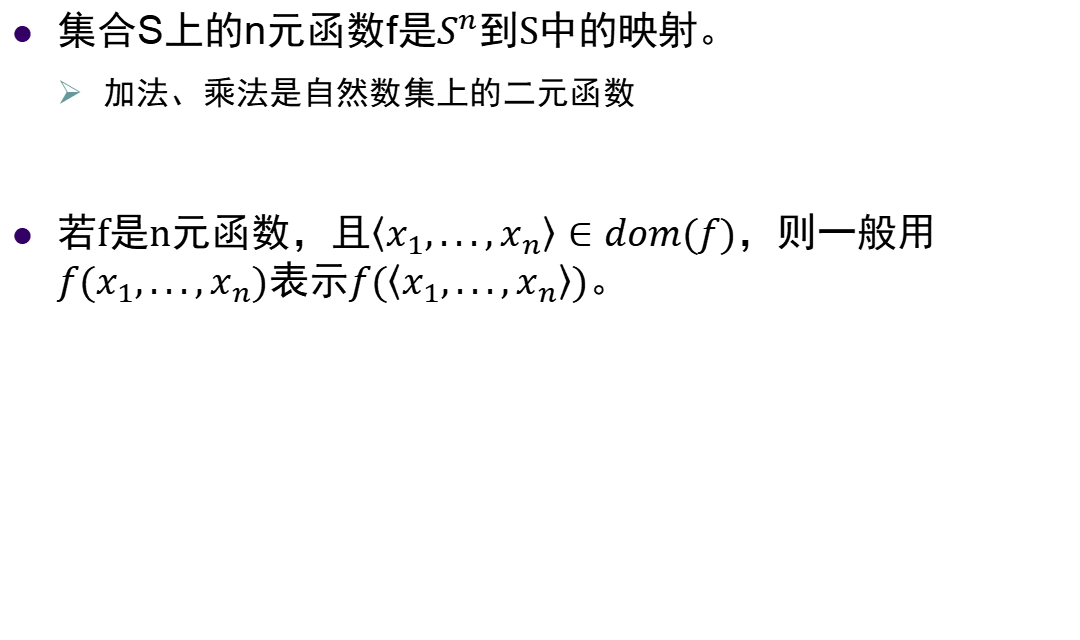 ● 集合S上的n元函数f是𝑆ⁿ到S中的映射。
➢ 加法、乘法是自然数集上的二元函数
● 若f是n元函数，且⟨𝑥₁,...,𝑥ₙ⟩ ∈ 𝑑𝑜𝑚(𝑓)，则一般用
𝑓(𝑥₁,...,𝑥ₙ)表示𝑓(⟨𝑥₁,...,𝑥ₙ⟩)。